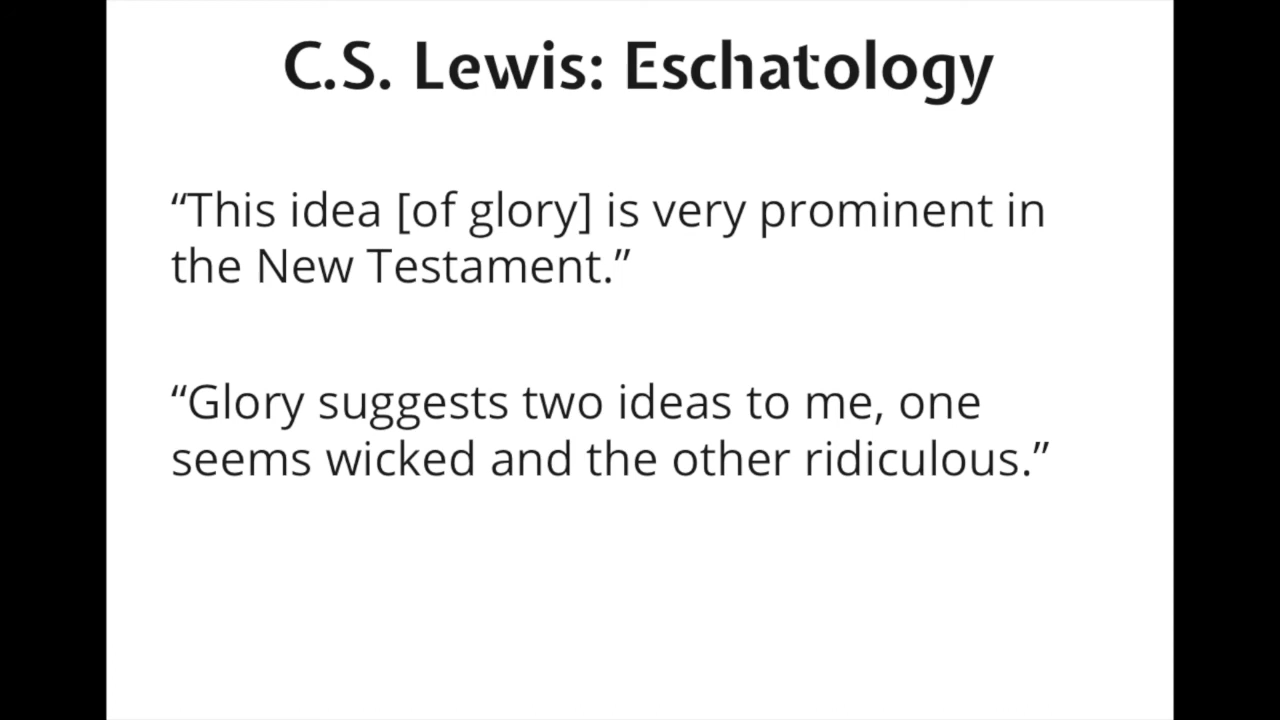 C.S. Lewis: Eschatology
“This idea [of glory] is very prominent in
the New Testament.”
“Glory suggests two ideas to me, one
seems wicked and the other ridiculous.”